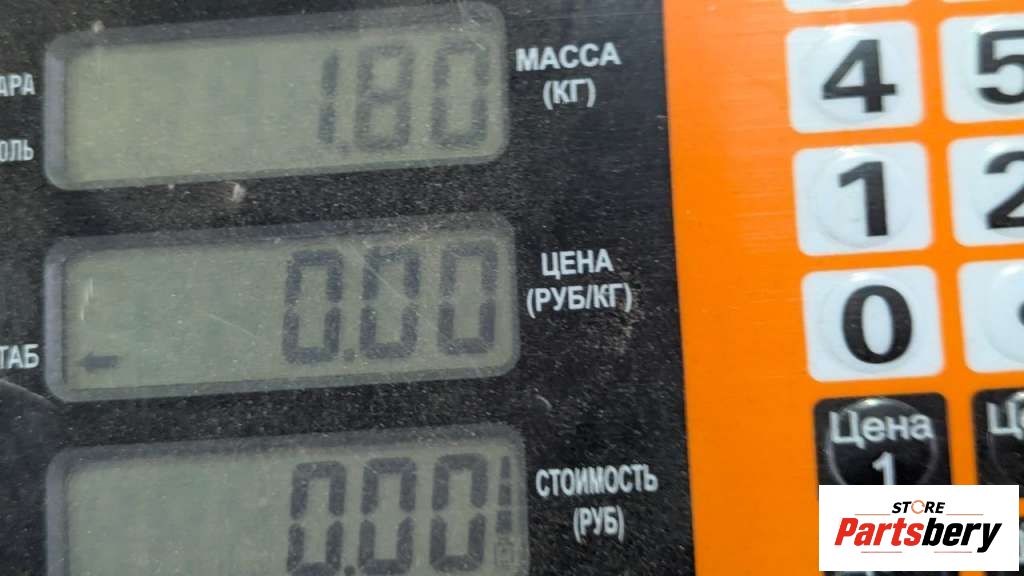 АРА
1.80
МАССА
(КГ)
ОЛЬ
0.00
ЦЕНА
(РУБ/КГ)
ТАБ
0.00
СТОИМОСТЬ
(РУБ)
4
5
1
2
0
Цена
1
STORE
Partsbery